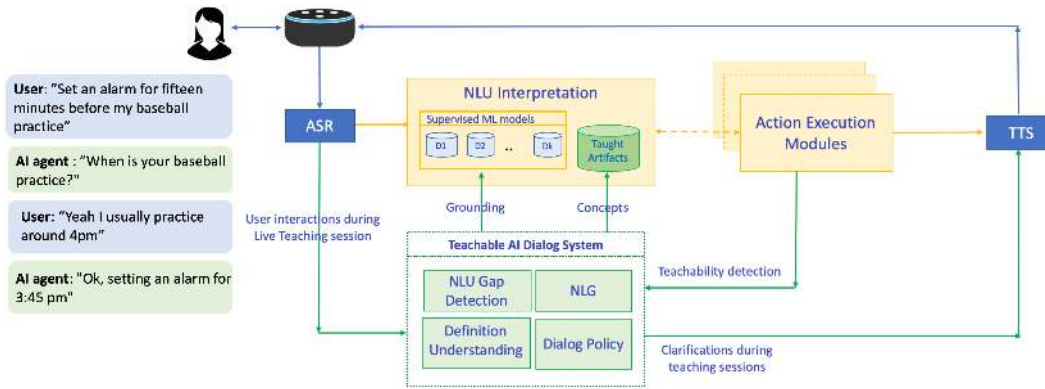 User: "Set an alarm for fifteen
minutes before my baseball
practice"
AI agent : "When is your baseball
practice?"
User: "Yeah I usually practice
around 4pm"
AI agent: "Ok, setting an alarm for
3:45 pm"
ASR
NLU Interpretation
Supervised ML models
D1
D2
..
Dk
Taught
Artifacts
Action Execution
Modules
TTS
User interactions during
Live Teaching session
Grounding
Concepts
Teachable AI Dialog System
NLU Gap
Detection
NLG
Definition
Understanding
Dialog Policy
Teachability detection
Clarifications during
teaching sessions